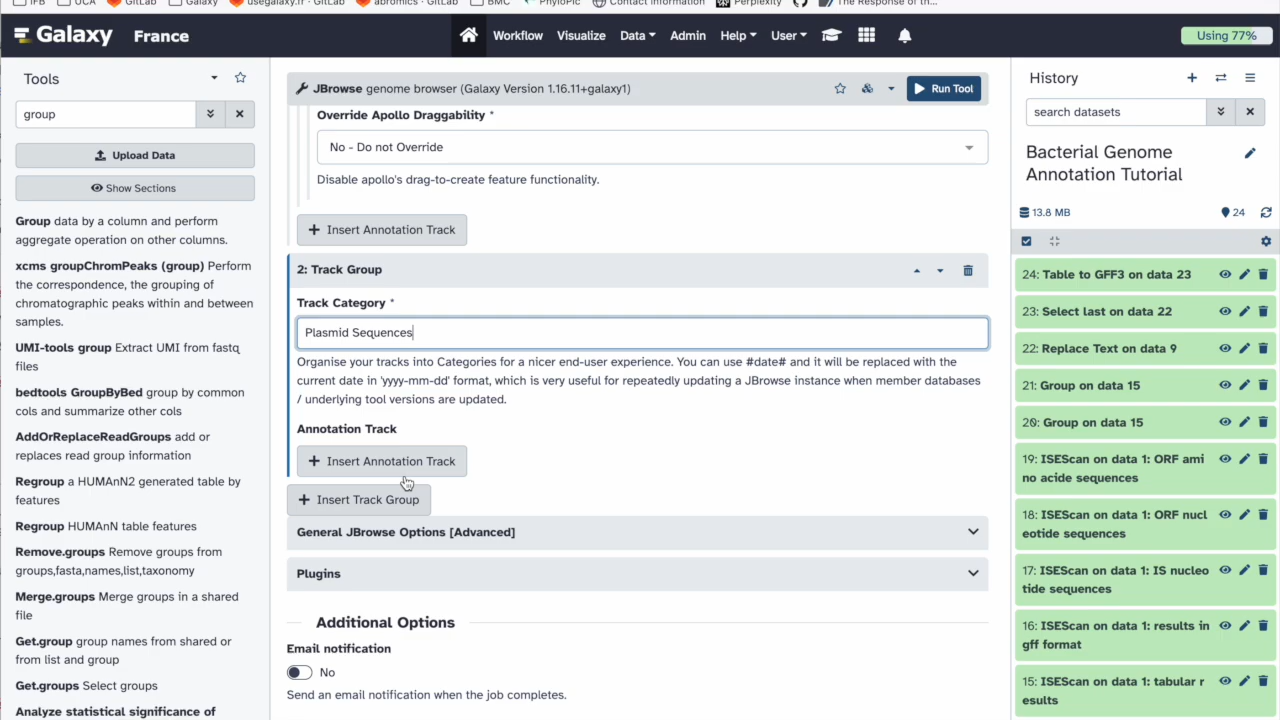 IFB
UCA
GitLab
Galaxy
usegalaxy.fr · GitLab
abromics · GitLab
BMC
PhyloPic
Contact Information
Perplexity
The Response of th...
Galaxy France
Workflow Visualize Data Admin Help User
Using 77%
Tools
group
Upload Data
Show Sections
Group data by a column and perform
aggregate operation on other columns.
xcms groupChromPeaks (group) Perform
the correspondence, the grouping of
chromatographic peaks within and between
samples.
UMI-tools group Extract UMI from fastq
files
bedtools GroupByBed group by common
cols and summarize other cols
AddOrReplaceReadGroups add or
replaces read group information
Regroup a HUMAnN2 generated table by
features
Regroup HUMAnN table features
Remove.groups Remove groups from
groups,fasta,names,list,taxonomy
Merge.groups Merge groups in a shared
file
Get.group group names from shared or
from list and group
Get.groups Select groups
Analyze statistical significance of
JBrowse genome browser (Galaxy Version 1.16.11+galaxy1)
Run Tool
Override Apollo Draggability *
No - Do not Override
Disable apollo's drag-to-create feature functionality.
+ Insert Annotation Track
2: Track Group
Track Category *
Plasmid Sequences
Organise your tracks into Categories for a nicer end-user experience. You can use #date# and it will be replaced with the
current date in 'yyyy-mm-dd' format, which is very useful for repeatedly updating a JBrowse instance when member databases
/ underlying tool versions are updated.
Annotation Track
+ Insert Annotation Track
+ Insert Track Group
General JBrowse Options [Advanced]
Plugins
Additional Options
Email notification
No
Send an email notification when the job completes.
History
search datasets
Bacterial Genome
Annotation Tutorial
13.8 MB
24
24: Table to GFF3 on data 23
23: Select last on data 22
22: Replace Text on data 9
21: Group on data 15
20: Group on data 15
19: ISEScan on data 1: ORF ami
no acide sequences
18: ISEScan on data 1: ORF nucl
eotide sequences
17: ISEScan on data 1: IS nucleo
tide sequences
16: ISEScan on data 1: results in
gff format
15: ISEScan on data 1: tabular r
esults